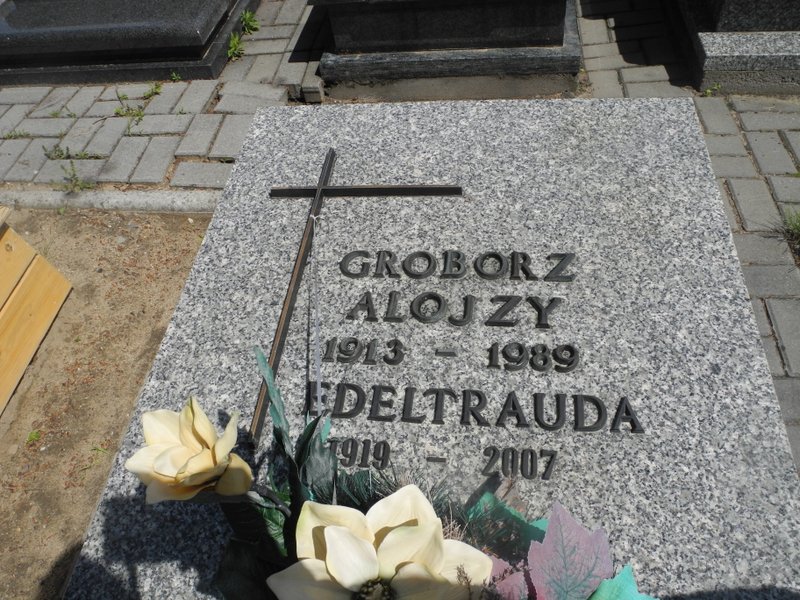 GROBORZ
ALOJZY
1913 – 1989
EDELTRAUDA
1919 – 2007